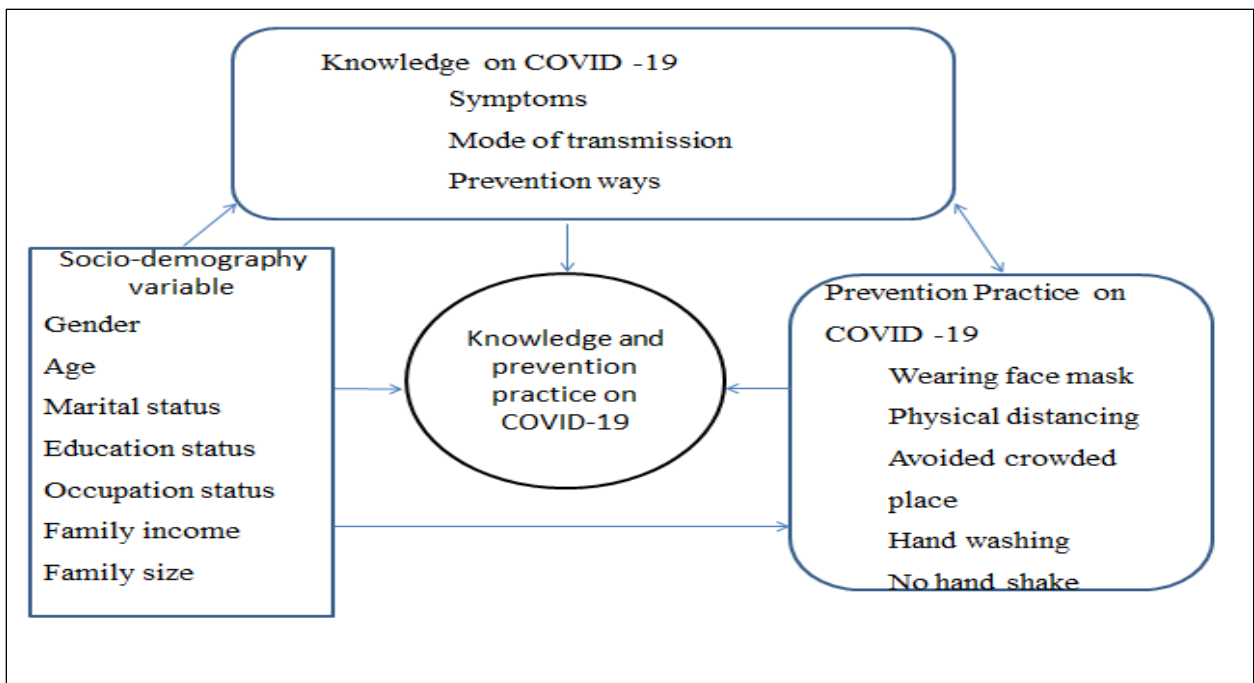 Knowledge on COVID -19
Symptoms
Mode of transmission
Prevention ways
Socio-demography
variable
Gender
Age
Marital status
Education status
Occupation status
Family income
Family size
Knowledge and
prevention
practice on
COVID-19
Prevention Practice on
COVID -19
Wearing face mask
Physical distancing
Avoided crowded
place
Hand washing
No hand shake